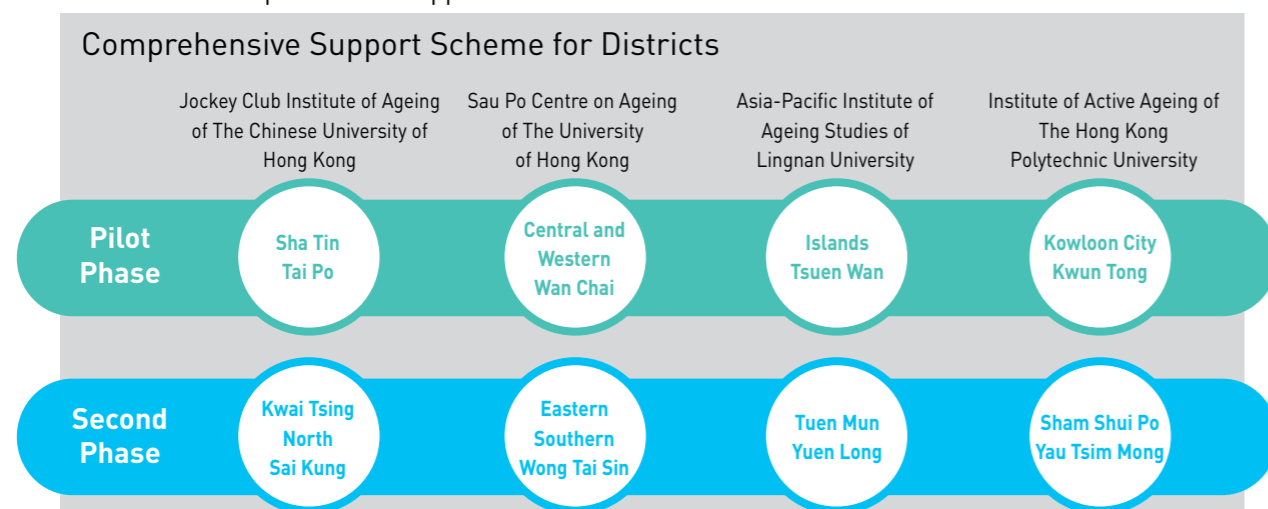 Comprehensive Support Scheme for Districts
Jockey Club Institute of Ageing
of The Chinese University of
Hong Kong
Sau Po Centre on Ageing
of The University
of Hong Kong
Asia-Pacific Institute of
Ageing Studies of
Lingnan University
Institute of Active Ageing of
The Hong Kong
Polytechnic University
Pilot
Phase
Sha Tin
Tai Po
Central and
Western
Wan Chai
Islands
Tsuen Wan
Kowloon City
Kwun Tong
Second
Phase
Kwai Tsing
North
Sai Kung
Eastern
Southern
Wong Tai Sin
Tuen Mun
Yuen Long
Sham Shui Po
Yau Tsim Mong